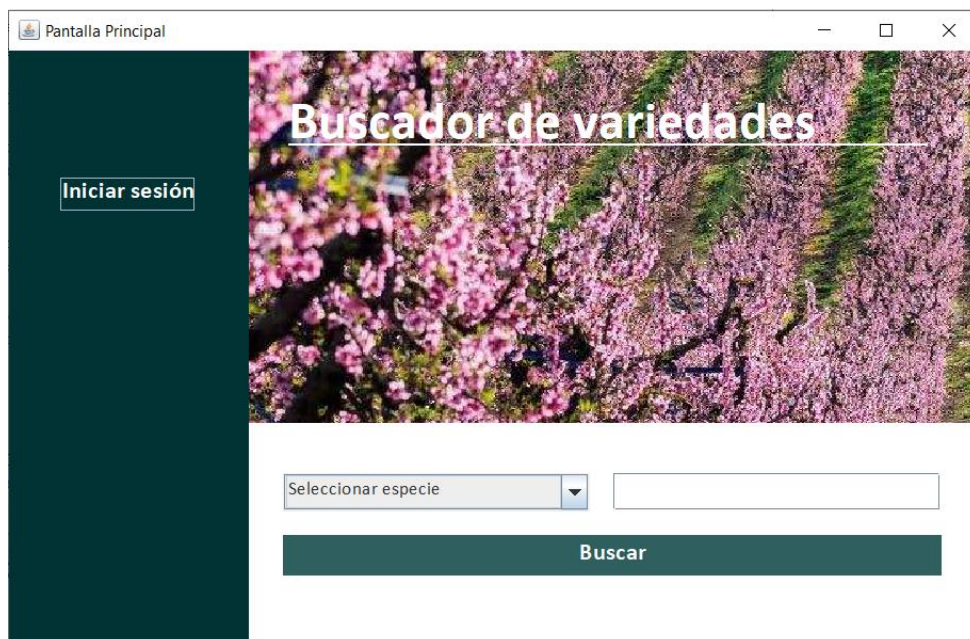 Pantalla Principal
Buscador de variedades
Iniciar sesión
Seleccionar especie
Buscar